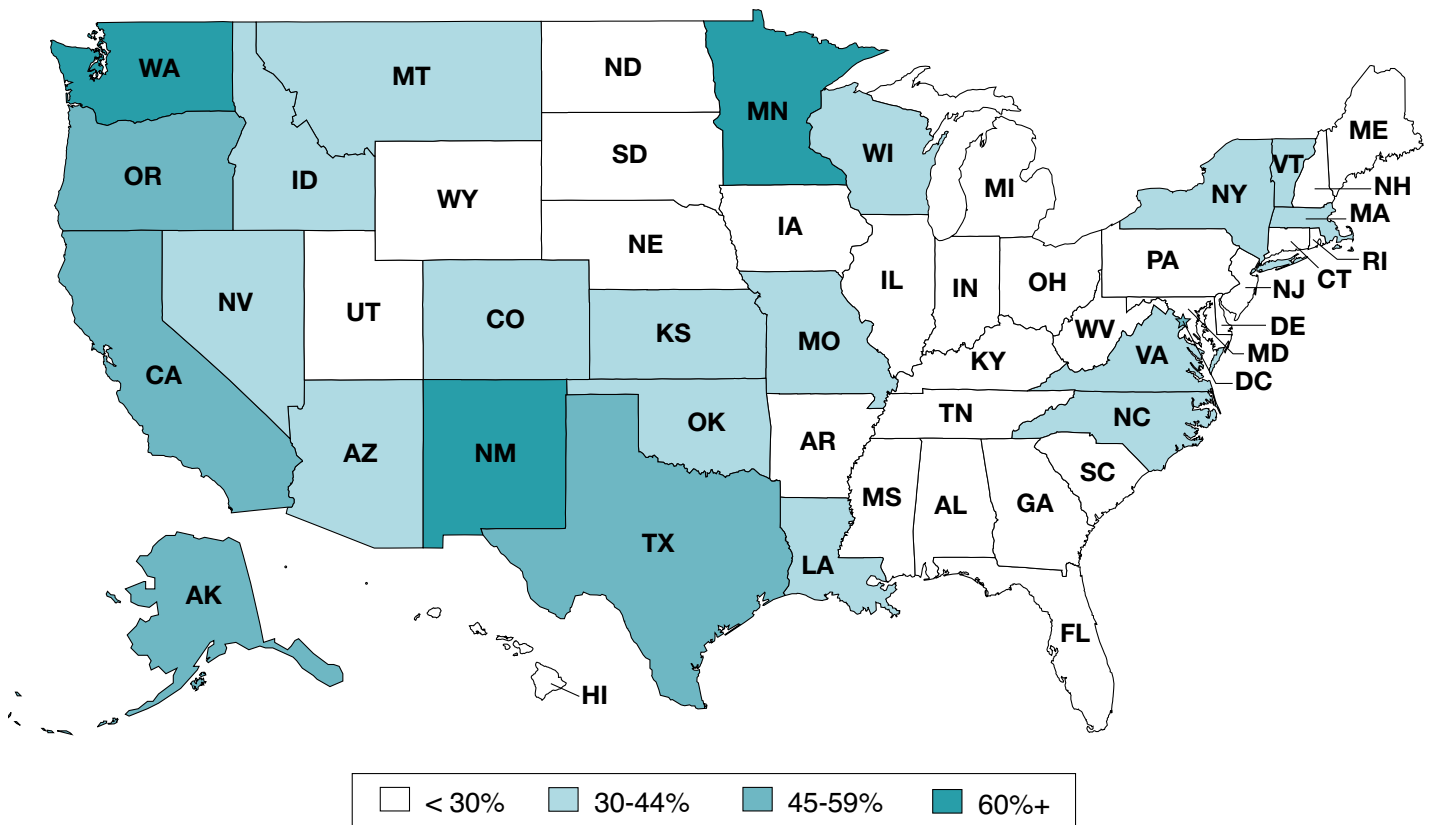 WA
MT
ND
MN
ME
OR
ID
SD
WI
VT
NH
WY
MI
NY
MA
IA
NE
PA
RI
NV
UT
CO
IL
IN
OH
CT
NJ
KS
MO
WV
DE
CA
KY
VA
MD
DC
AZ
NM
OK
TN
NC
AR
SC
TX
MS
AL
GA
LA
AK
FL
HI
< 30%
30-44%
45-59%
60%+